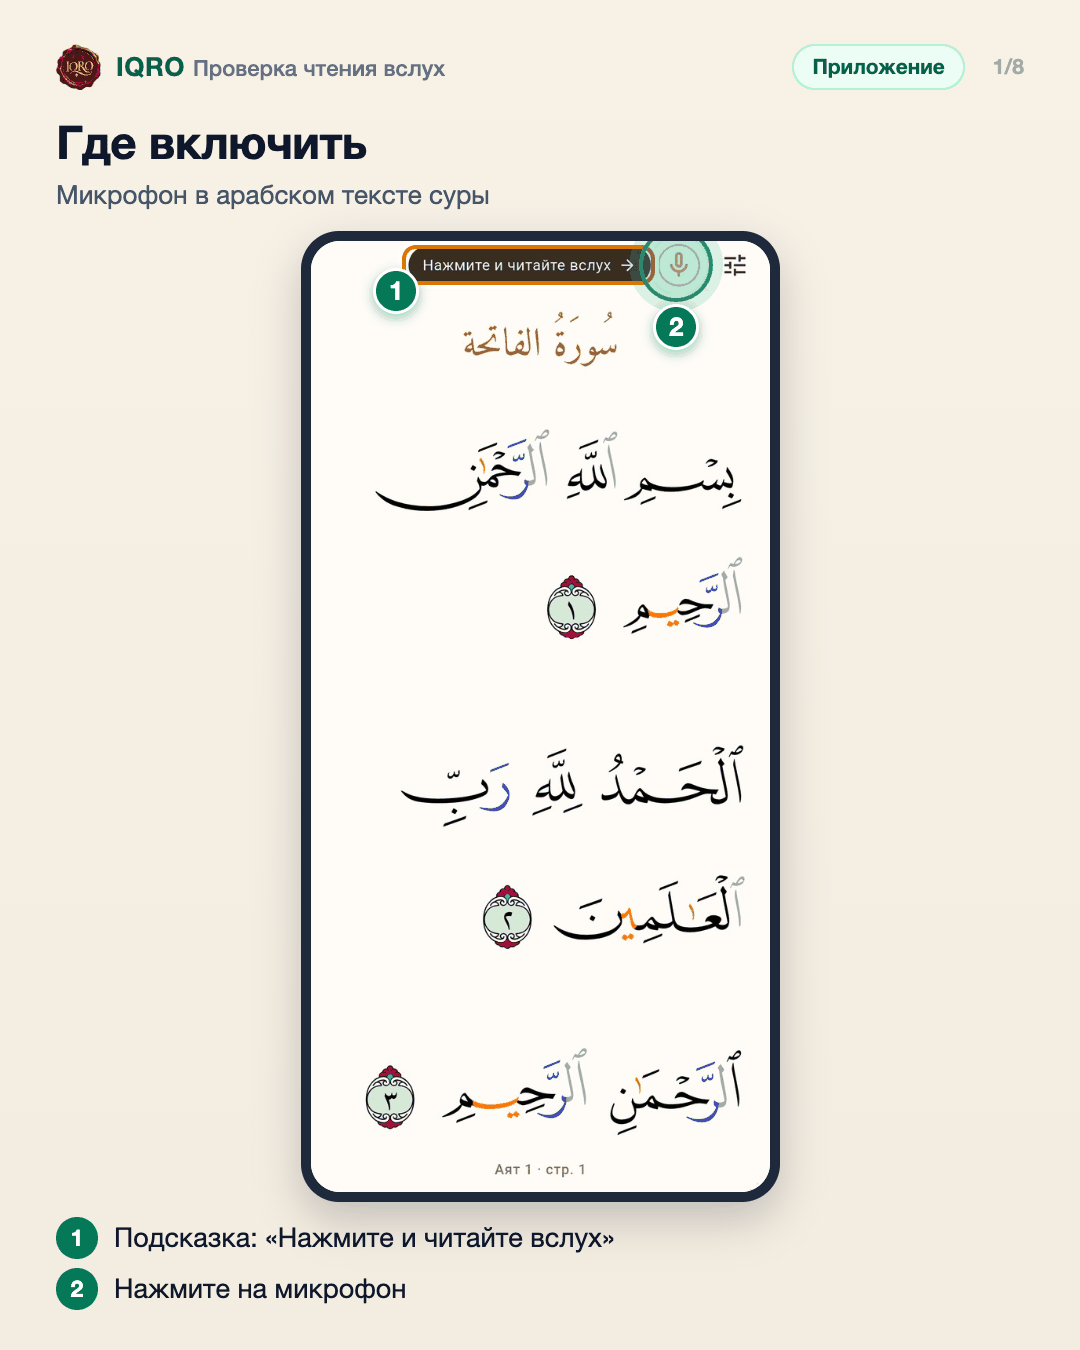 IQRO
IQRO Проверка чтения вслух
Приложение
1/8
Где включить
Микрофон в арабском тексте суры
Нажмите и читайте вслух →
1
2
سُورَةُ الفاتحة
بِسْمِ ٱللَّهِ ٱلرَّحْمَٰنِ
ٱلرَّحِيمِ ١
ٱلْحَمْدُ لِلَّهِ رَبِّ
ٱلْعَٰلَمِينَ ٢
ٱلرَّحْمَٰنِ ٱلرَّحِيمِ ٣
Аят 1 · стр. 1
1 Подсказка: «Нажмите и читайте вслух»
2 Нажмите на микрофон